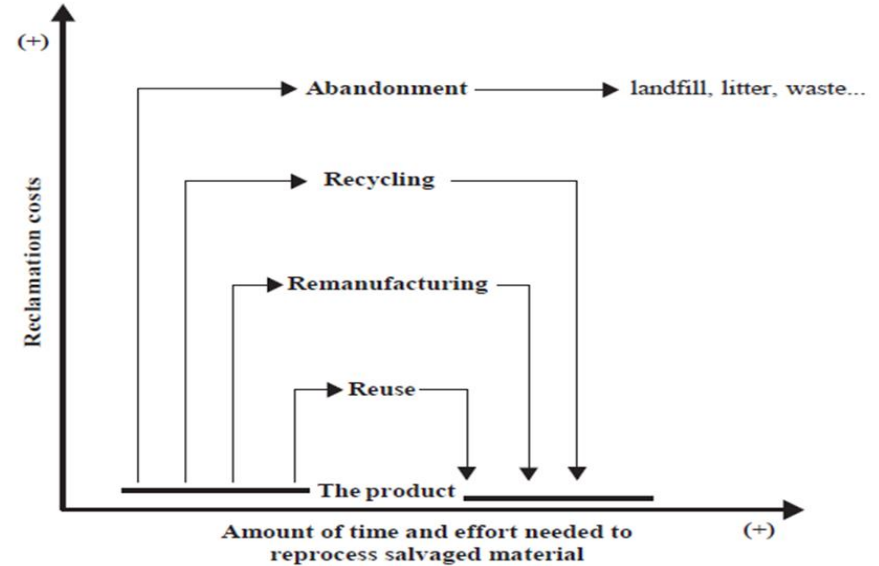 (+)
Abandonment
landfill, litter, waste...
Recycling
Remanufacturing
Reuse
The product
Reclamation costs
Amount of time and effort needed to
reprocess salvaged material
(+)